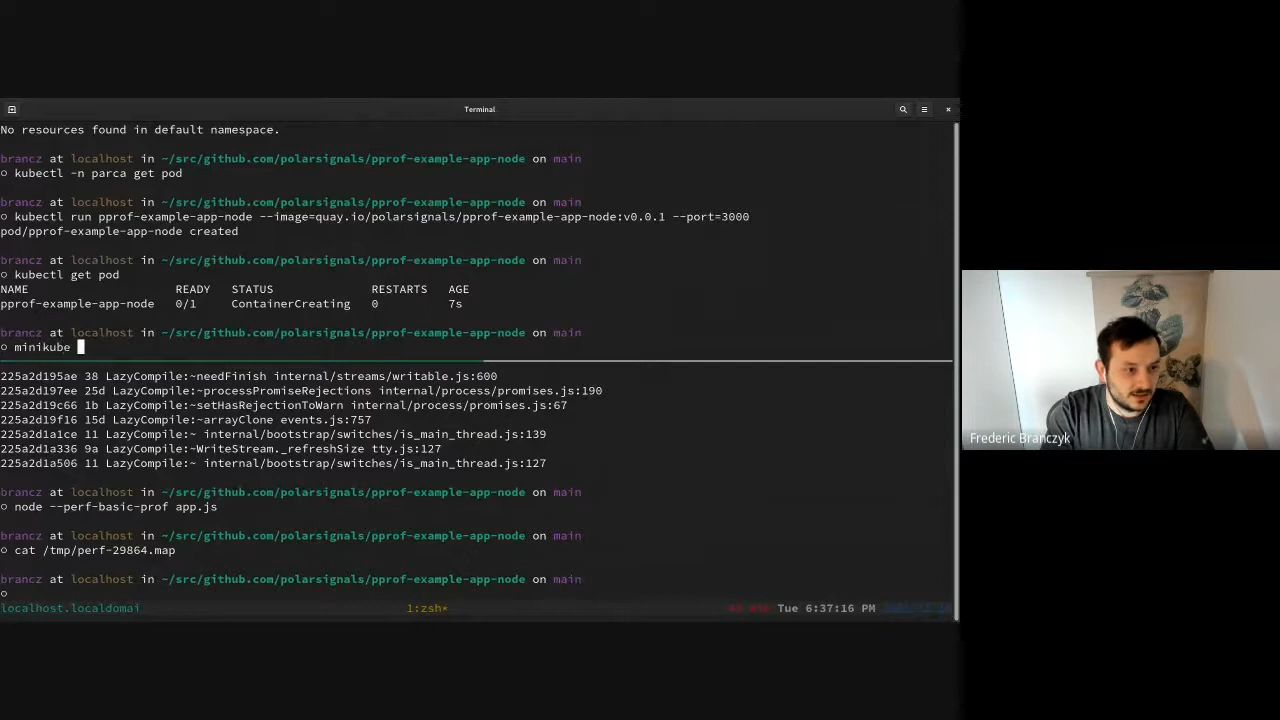 Terminal
No resources found in default namespace.
brancz at localhost in ~/src/github.com/polarsignals/pprof-example-app-node on main
○ kubectl -n parca get pod
brancz at localhost in ~/src/github.com/polarsignals/pprof-example-app-node on main
○ kubectl run pprof-example-app-node --image=quay.io/polarsignals/pprof-example-app-node:v0.0.1 --port=3000
pod/pprof-example-app-node created
brancz at localhost in ~/src/github.com/polarsignals/pprof-example-app-node on main
○ kubectl get pod
NAME READY STATUS RESTARTS AGE
pprof-example-app-node 0/1 ContainerCreating 0 7s
brancz at localhost in ~/src/github.com/polarsignals/pprof-example-app-node on main
○ minikube
225a2d195ae 38 LazyCompile:~needFinish internal/streams/writable.js:600
225a2d197ee 25d LazyCompile:~processPromiseRejections internal/process/promises.js:190
225a2d19c66 1b LazyCompile:~setHasRejectionToWarn internal/process/promises.js:67
225a2d19f16 15d LazyCompile:~arrayClone events.js:757
225a2d1a1ce 11 LazyCompile:~ internal/bootstrap/switches/is_main_thread.js:139
225a2d1a336 9a LazyCompile:~WriteStream._refreshSize tty.js:127
225a2d1a506 11 LazyCompile:~ internal/bootstrap/switches/is_main_thread.js:127
brancz at localhost in ~/src/github.com/polarsignals/pprof-example-app-node on main
○ node --perf-basic-prof app.js
brancz at localhost in ~/src/github.com/polarsignals/pprof-example-app-node on main
○ cat /tmp/perf-29864.map
brancz at localhost in ~/src/github.com/polarsignals/pprof-example-app-node on main
○
localhost.localdomai 1:zsh* Tue 6:37:16 PM
Frederic Branczyk